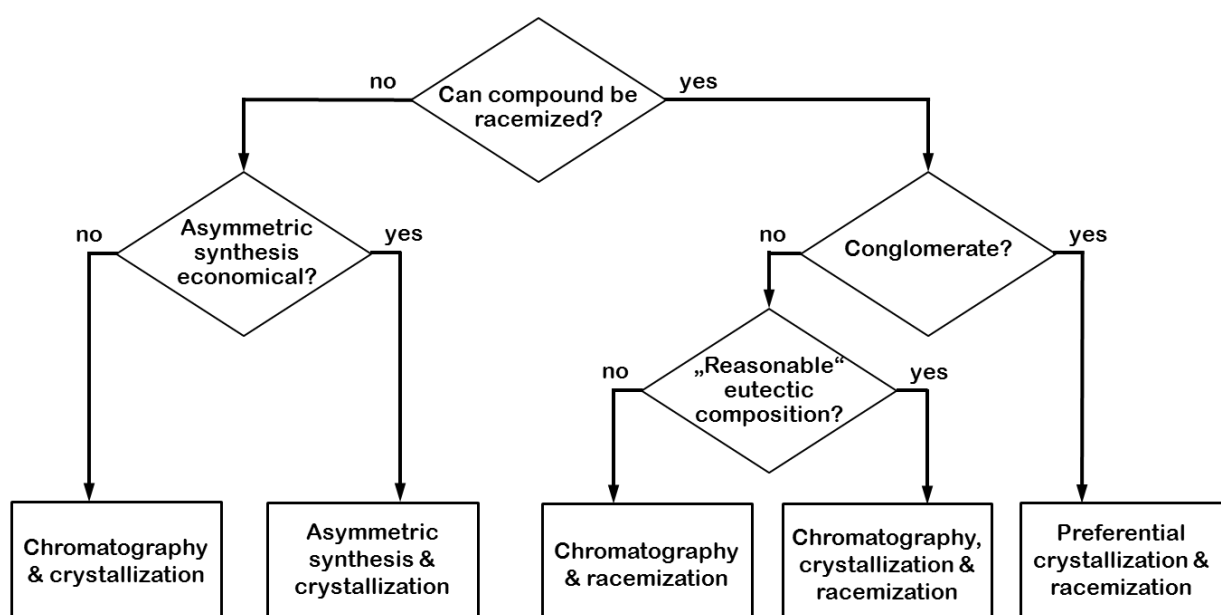 no
Can compound be
racemized?
yes
no
Asymmetric
synthesis
economical?
yes
no
Conglomerate?
yes
no
„Reasonable“
eutectic
composition?
yes
Chromatography
& crystallization
Asymmetric
synthesis &
crystallization
Chromatography
& racemization
Chromatography,
crystallization &
racemization
Preferential
crystallization &
racemization